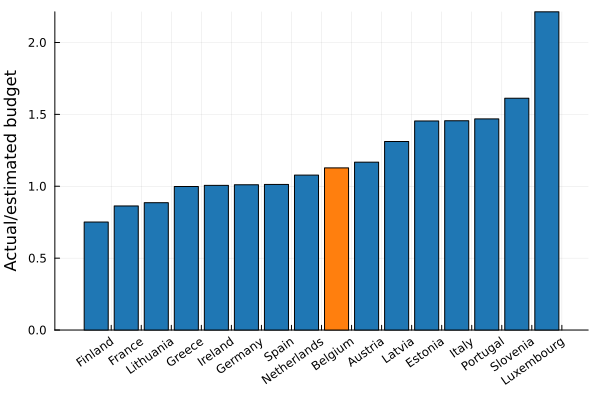 Actual/estimated budget
2.0
1.5
1.0
0.5
0.0
Finland
France
Lithuania
Greece
Ireland
Germany
Spain
Netherlands
Belgium
Austria
Latvia
Estonia
Italy
Portugal
Slovenia
Luxembourg